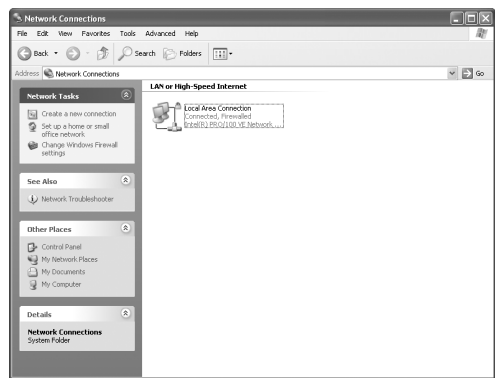 Network Connections
File Edit View Favorites Tools Advanced Help
Back Search Folders
Address Network Connections Go
Network Tasks
Create a new connection
Set up a home or small
office network
Change Windows Firewall
settings
See Also
Network Troubleshooter
Other Places
Control Panel
My Network Places
My Documents
My Computer
Details
Network Connections
System Folder
LAN or High-Speed Internet
Local Area Connection
Connected, Firewalled
Intel(R) PRO/100 VE Network ...